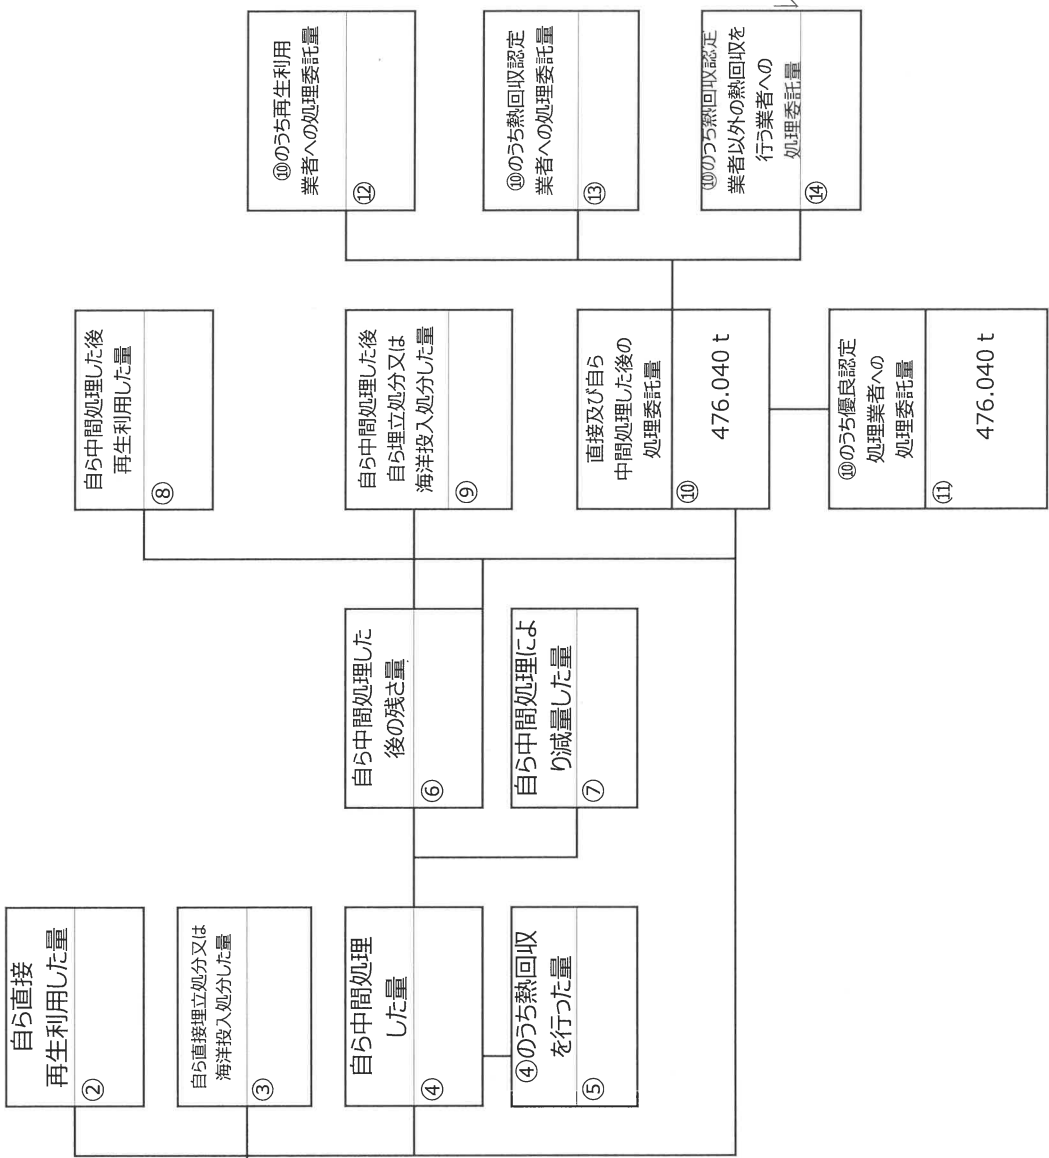 自ら直接
再生利用した量
②
自ら直接埋立処分又は
海洋投入処分した量
③
自ら中間処理
した量
④
④のうち熱回収
を行った量
⑤
自ら中間処理した
後の残さ量
⑥
自ら中間処理によ
り減量した量
⑦
自ら中間処理した後
再生利用した量
⑧
自ら中間処理した後
自ら埋立処分又は
海洋投入処分した量
⑨
直接及び自ら
中間処理した後の
処理委託量
⑩
476.040 t
⑩のうち優良認定
処理業者への
処理委託量
⑪
476.040 t
⑩のうち再生利用
業者への処理委託量
⑫
⑩のうち熱回収認定
業者への処理委託量
⑬
⑩のうち熱回収認定
業者以外の熱回収を
行う業者への
処理委託量
⑭